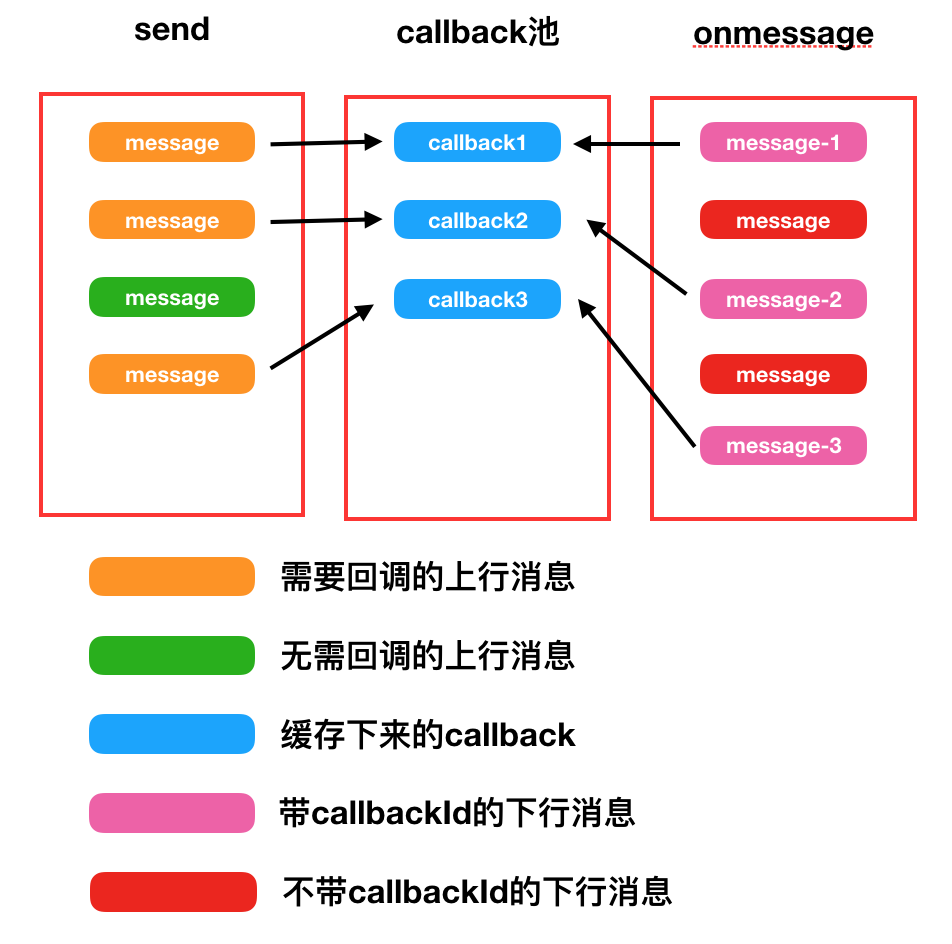 send
callback池
onmessage
message
callback1
message-1
message
callback2
message
message
callback3
message-2
message
message
message-3
需要回调的上行消息
无需回调的上行消息
缓存下来的callback
带callbackId的下行消息
不带callbackId的下行消息